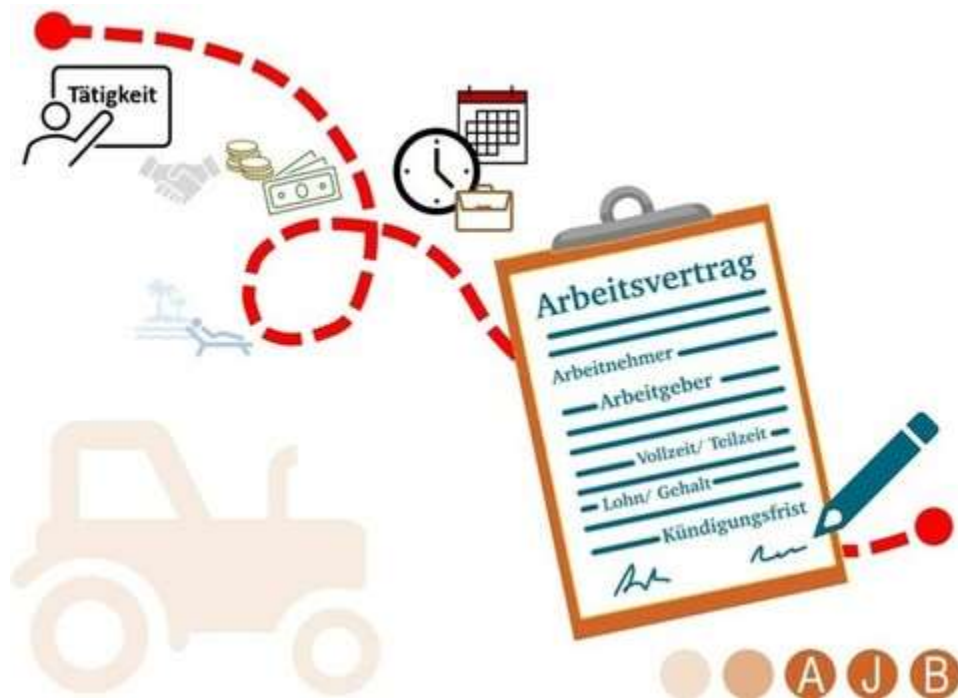 Tätigkeit
Arbeitsvertrag
Arbeitnehmer
Arbeitgeber
Vollzeit/ Teilzeit
Lohn/ Gehalt
Kündigungsfrist
A J B